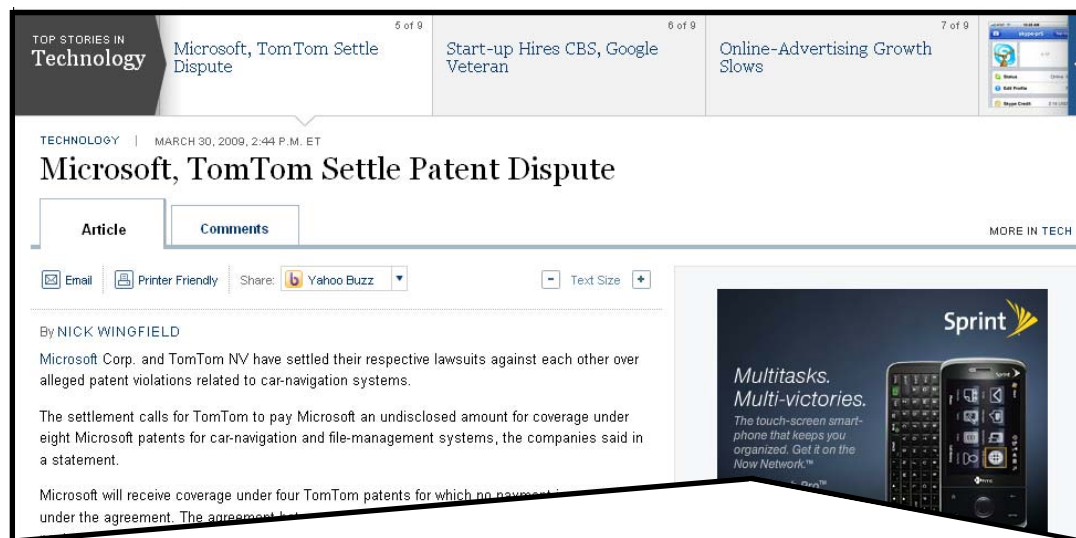 TOP STORIES IN
Technology
5 of 9
Microsoft, TomTom Settle
Dispute
6 of 9
Start-up Hires CBS, Google
Veteran
7 of 9
Online-Advertising Growth
Slows
TECHNOLOGY | MARCH 30, 2009, 2:44 P.M. ET
Microsoft, TomTom Settle Patent Dispute
Article
Comments
MORE IN TECH
Email
Printer Friendly
Share:
Yahoo Buzz
- Text Size +
By NICK WINGFIELD
Microsoft Corp. and TomTom NV have settled their respective lawsuits against each other over
alleged patent violations related to car-navigation systems.
The settlement calls for TomTom to pay Microsoft an undisclosed amount for coverage under
eight Microsoft patents for car-navigation and file-management systems, the companies said in
a statement.
Microsoft will receive coverage under four TomTom patents for which no payment
under the agreement. The agreement
Sprint
Multitasks.
Multi-victories.
The touch-screen smart-
phone that keeps you
organized. Get it on the
Now Network.™